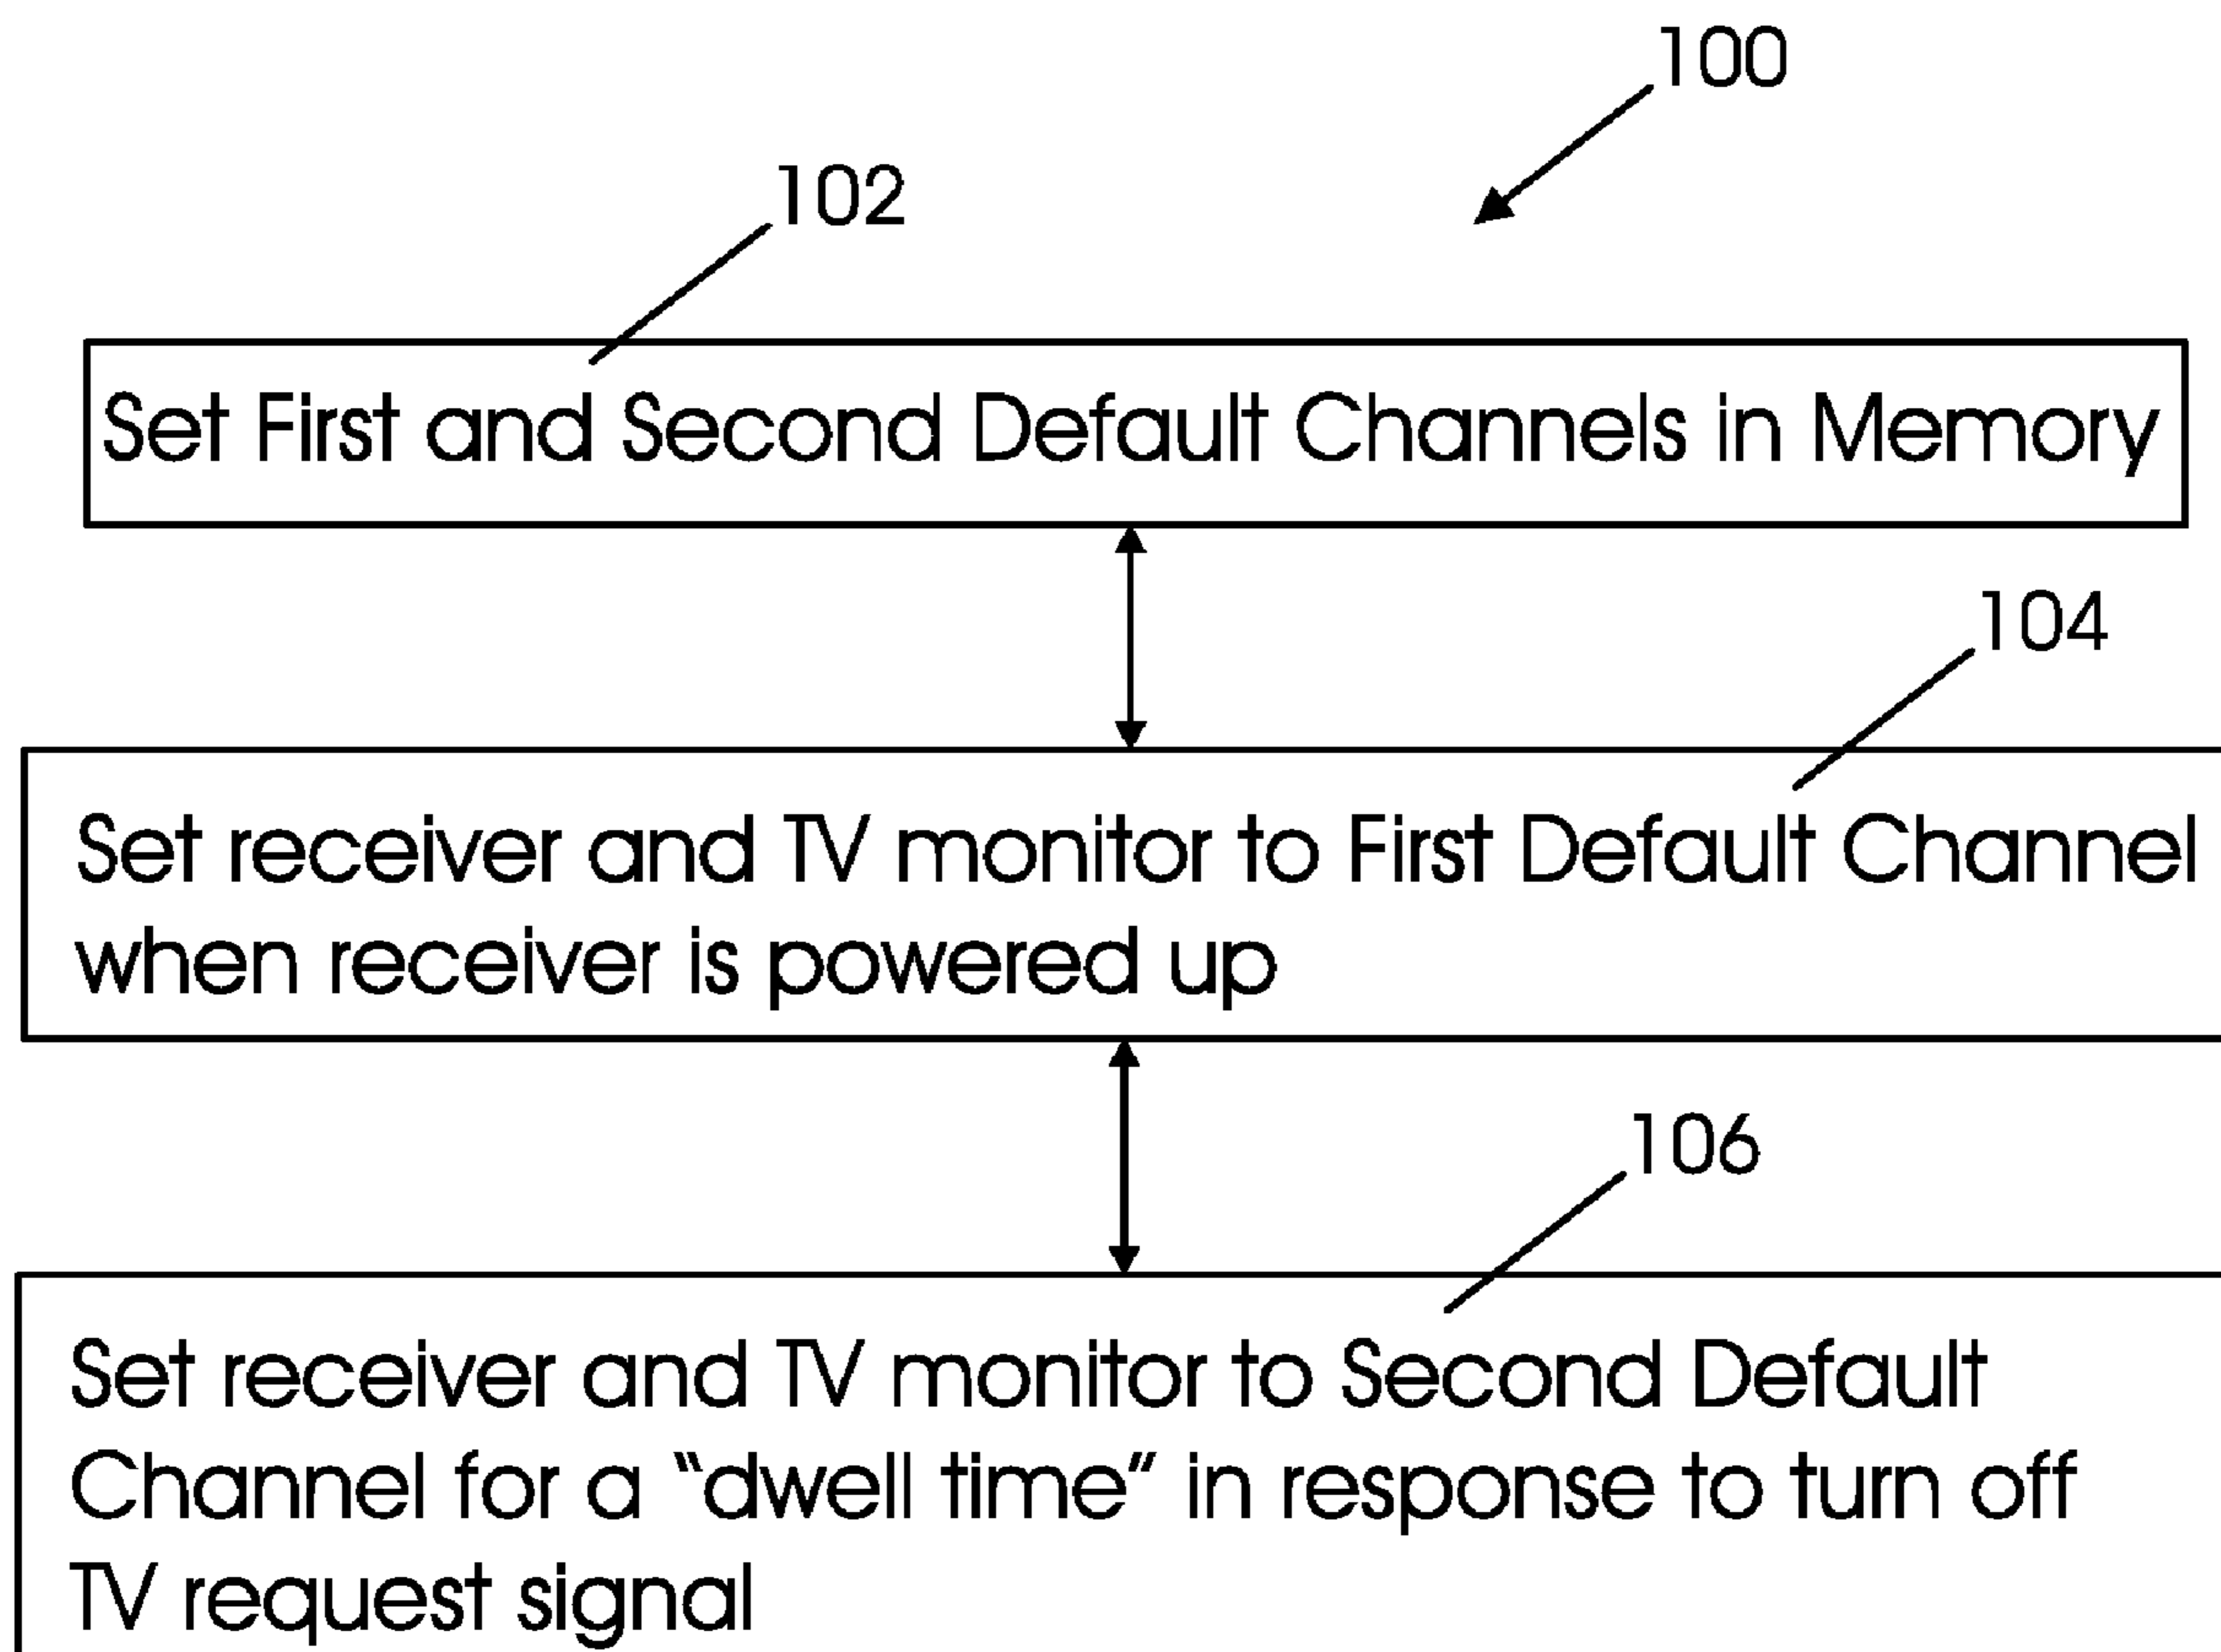 100
102
Set First and Second Default Channels in Memory
104
Set receiver and TV monitor to First Default Channel
when receiver is powered up
106
Set receiver and TV monitor to Second Default
Channel for a "dwell time" in response to turn off
TV request signal